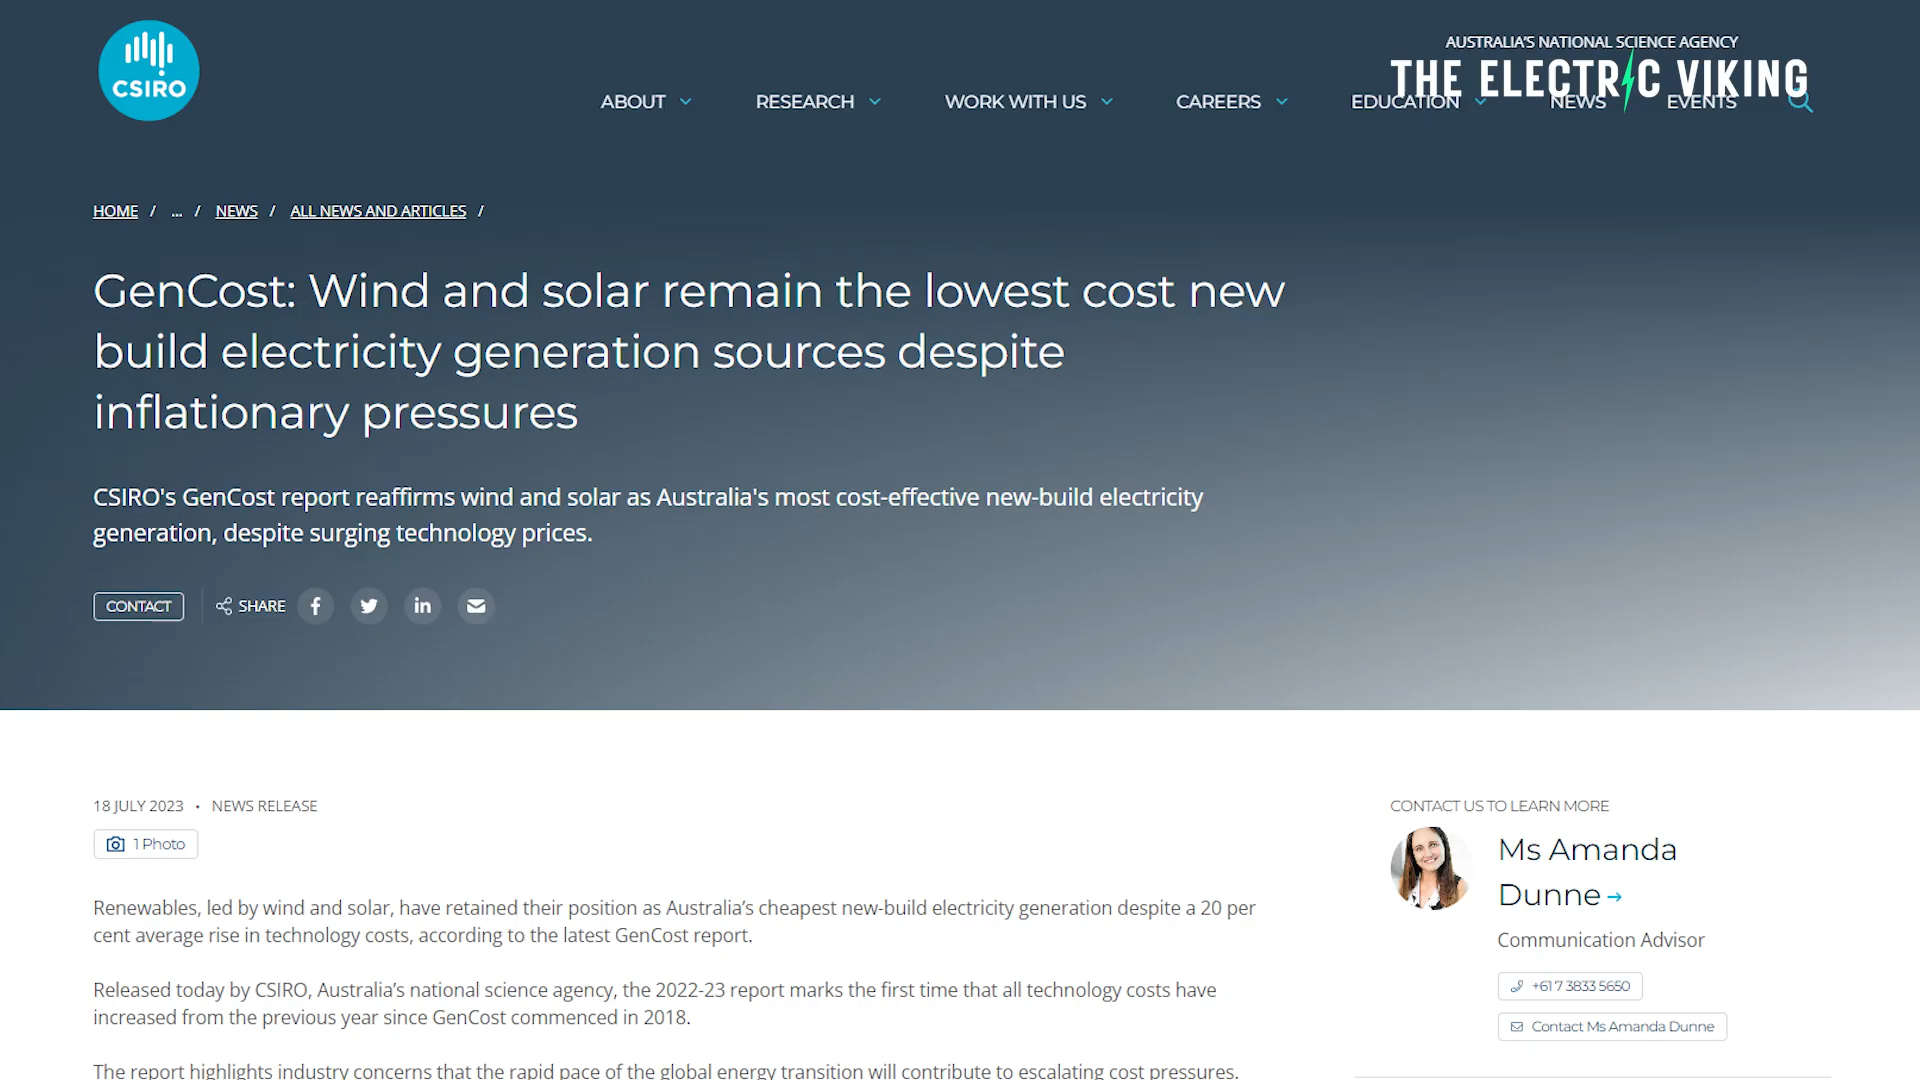 CSIRO
AUSTRALIA'S NATIONAL SCIENCE AGENCY
THE ELECTRIC VIKING
ABOUT
RESEARCH
WORK WITH US
CAREERS
EDUCATION
NEWS
EVENTS
HOME / ... / NEWS / ALL NEWS AND ARTICLES /
GenCost: Wind and solar remain the lowest cost new
build electricity generation sources despite
inflationary pressures
CSIRO's GenCost report reaffirms wind and solar as Australia's most cost-effective new-build electricity
generation, despite surging technology prices.
CONTACT
SHARE
18 JULY 2023 • NEWS RELEASE
1 Photo
Renewables, led by wind and solar, have retained their position as Australia’s cheapest new-build electricity generation despite a 20 per
cent average rise in technology costs, according to the latest GenCost report.
Released today by CSIRO, Australia’s national science agency, the 2022-23 report marks the first time that all technology costs have
increased from the previous year since GenCost commenced in 2018.
The report highlights industry concerns that the rapid pace of the global energy transition will contribute to escalating cost pressures.
CONTACT US TO LEARN MORE
Ms Amanda
Dunne
Communication Advisor
+61 7 3833 5650
Contact Ms Amanda Dunne